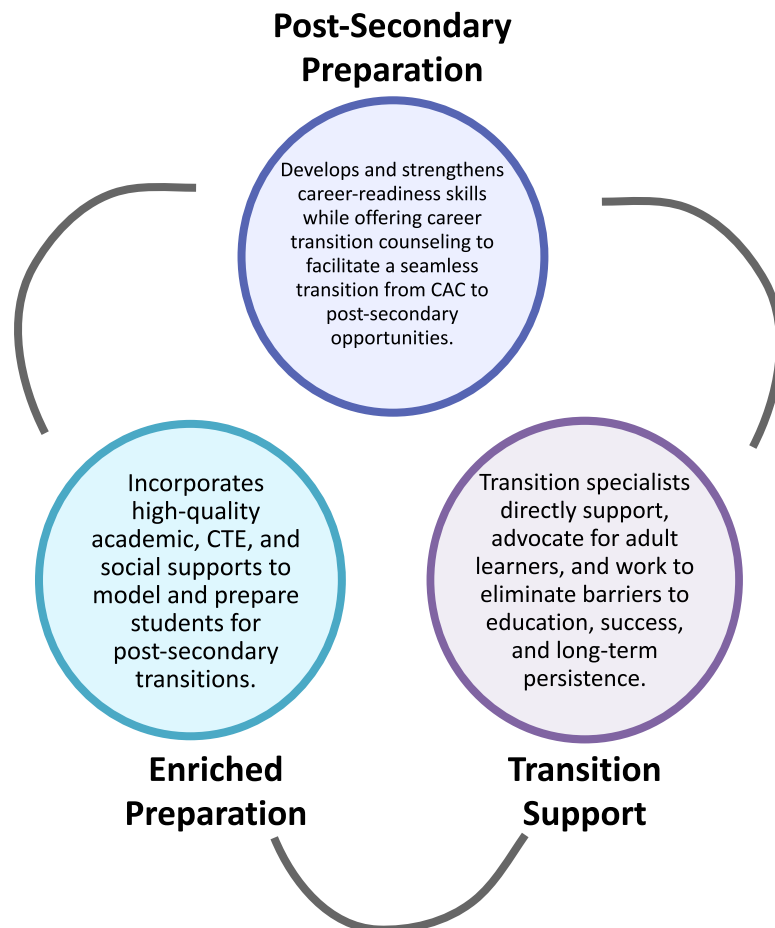 Post-Secondary
Preparation
Develops and strengthens
career-readiness skills
while offering career
transition counseling to
facilitate a seamless
transition from CAC to
post-secondary
opportunities.
Incorporates
high-quality
academic, CTE, and
social supports to
model and prepare
students for
post-secondary
transitions.
Enriched
Preparation
Transition specialists
directly support,
advocate for adult
learners, and work to
eliminate barriers to
education, success,
and long-term
persistence.
Transition
Support